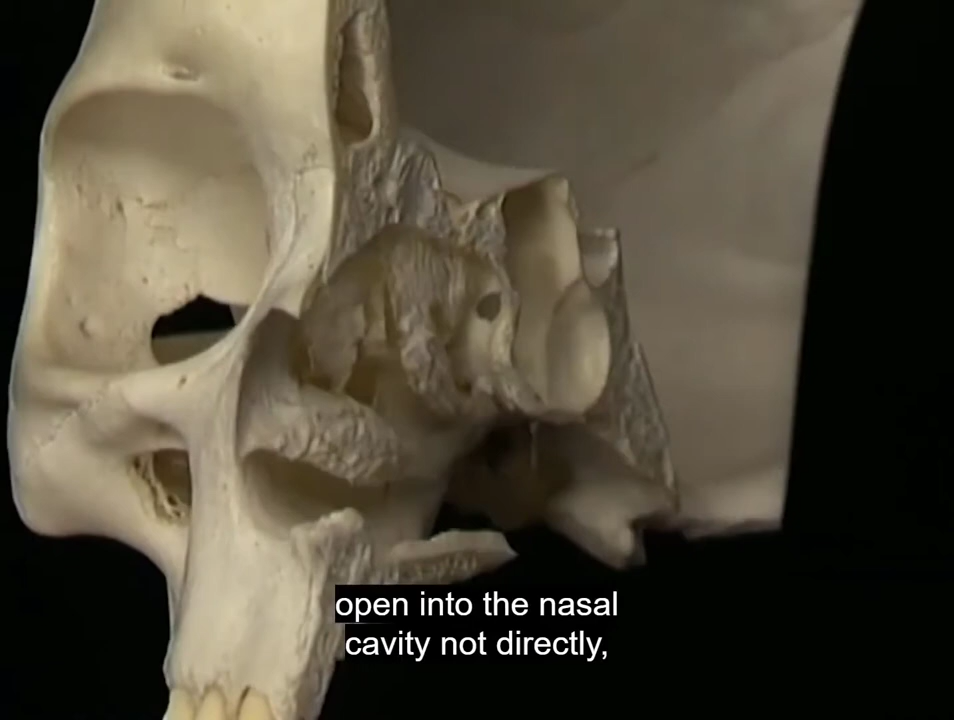 open into the nasal
cavity not directly,